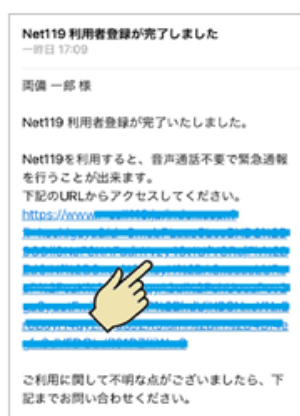 Net119 利用者登録が完了しました
一昨日 17:09
両備 一郎 様
Net119 利用者登録が完了いたしました。
Net119を利用すると、音声通話不要で緊急通報
を行うことが出来ます。
下記のURLからアクセスしてください。
https://www
ご利用に関して不明な点がございましたら、下
記までお問い合わせください。